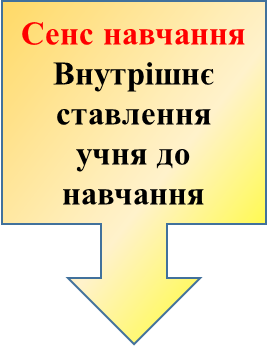 Сенс навчання
Внутрішнє
ставлення
учня до
навчання